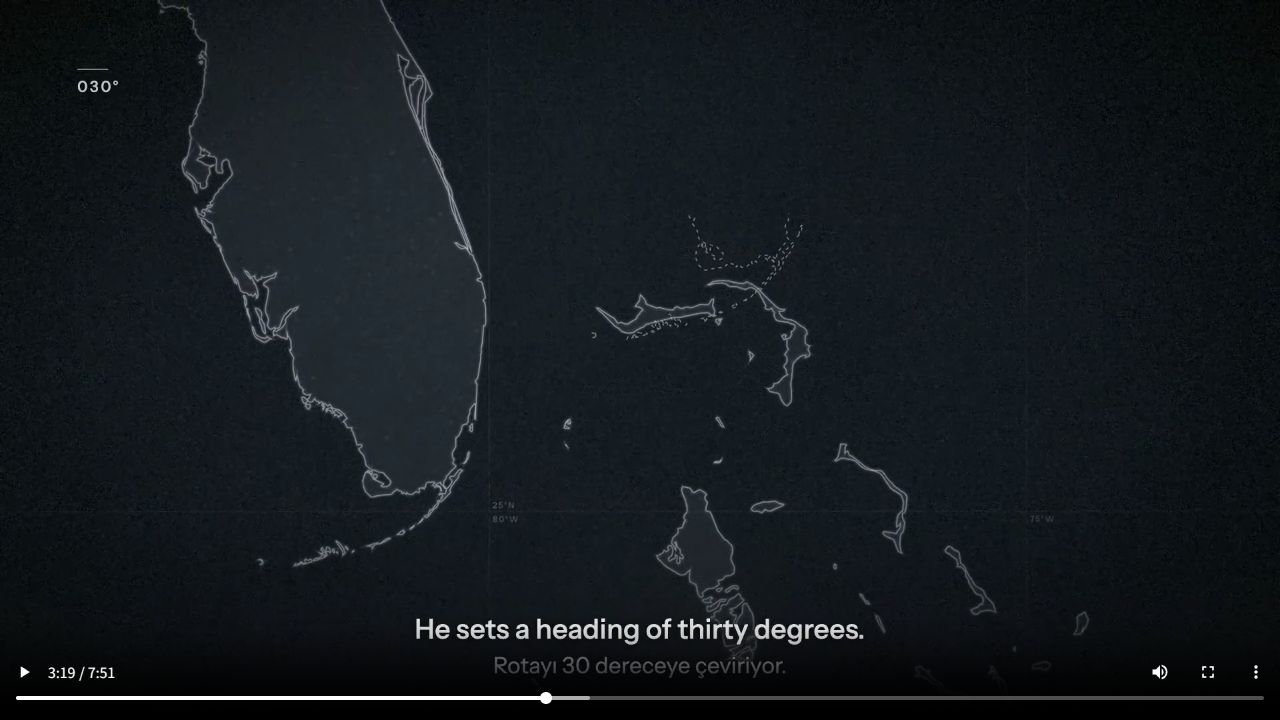 030°
25°N
80°W
75°W
He sets a heading of thirty degrees.
Rotayı 30 dereceye çeviriyor.
3:19 / 7:51